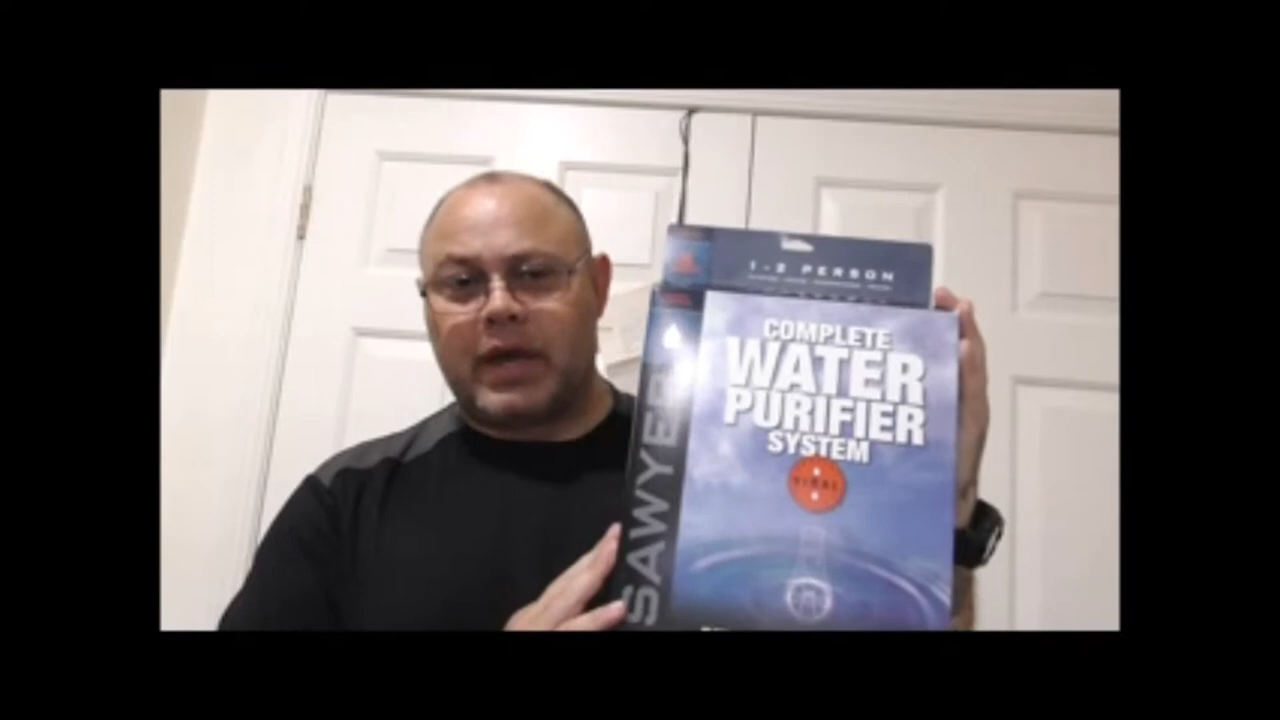 1-2 PERSON
COMPLETE
WATER
PURIFIER
SYSTEM
VIRAL
SAWYER